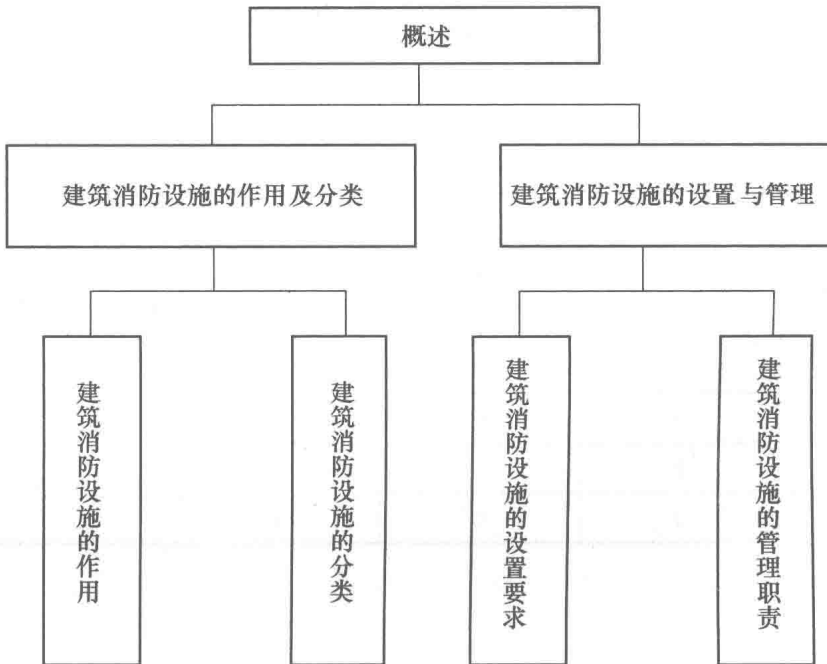 概述
建筑消防设施的作用及分类
建筑消防设施的设置与管理
建筑消防设施的作用
建筑消防设施的分类
建筑消防设施的设置要求
建筑消防设施的管理职责